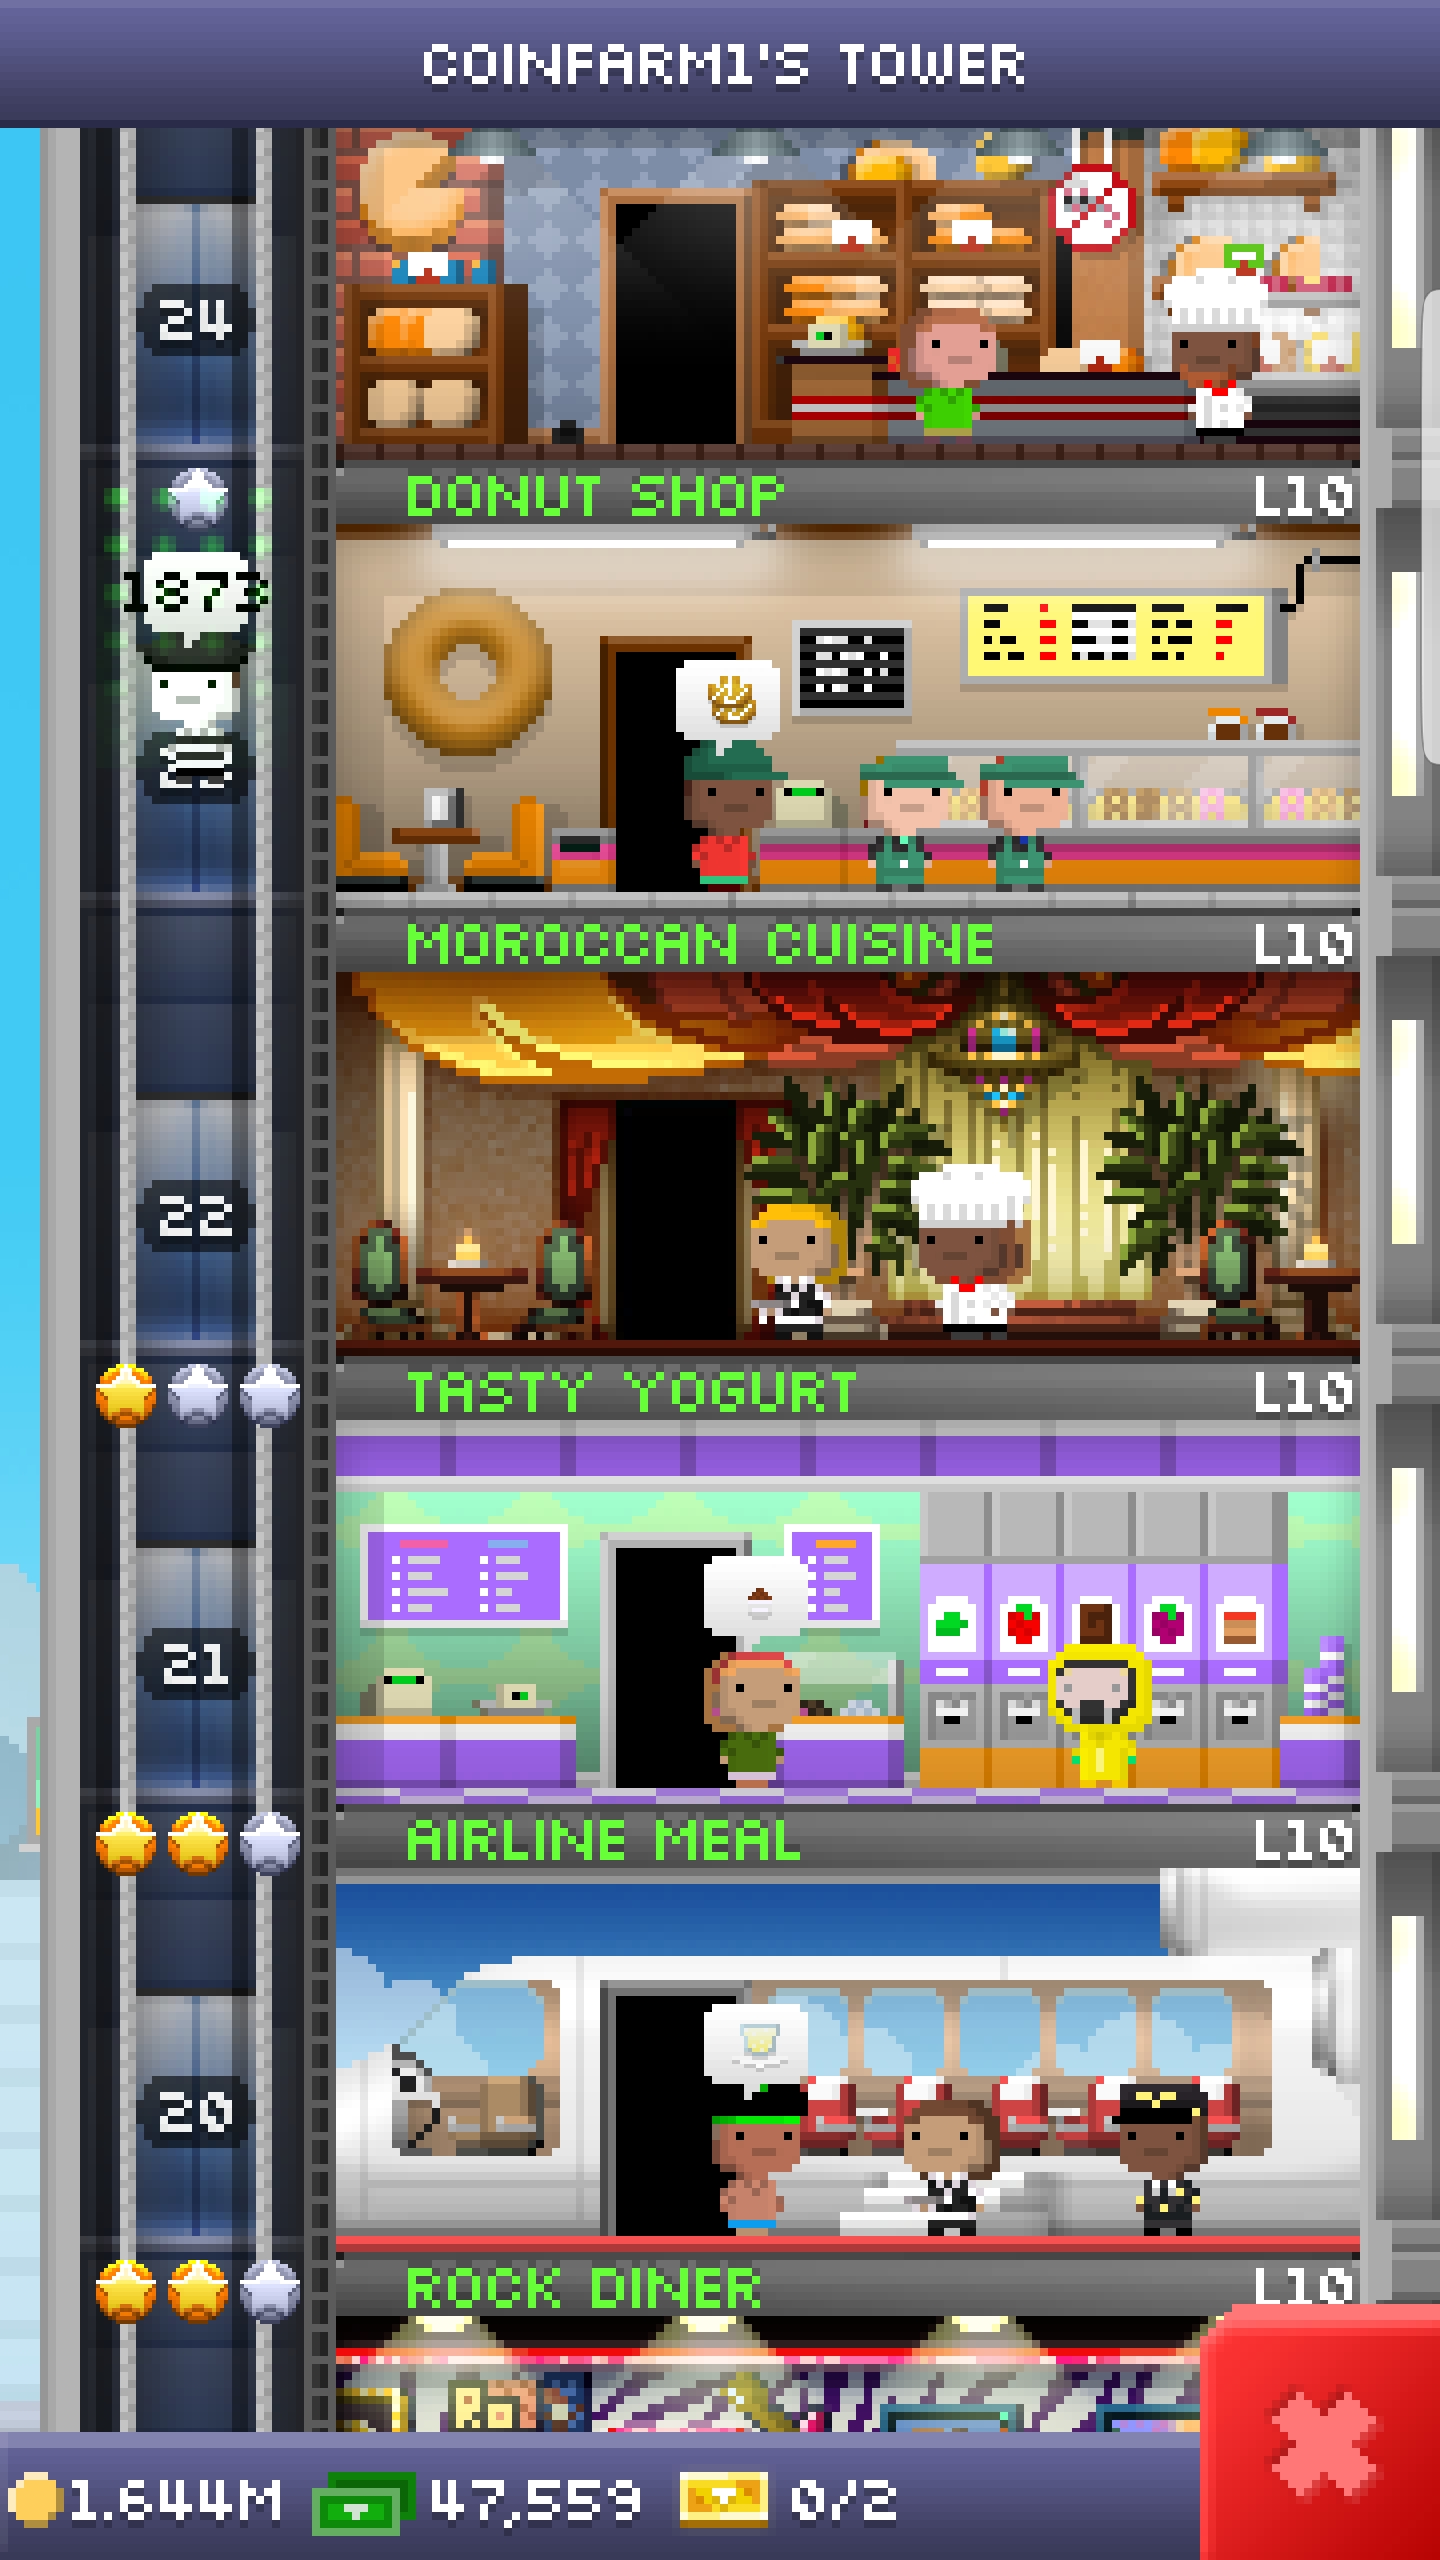 COINFARM1'S TOWER
24
DONUT SHOP L10
1873
MOROCCAN CUISINE L10
22
TASTY YOGURT L10
21
AIRLINE MEAL L10
20
ROCK DINER L10
1.644M 47,559 0/2